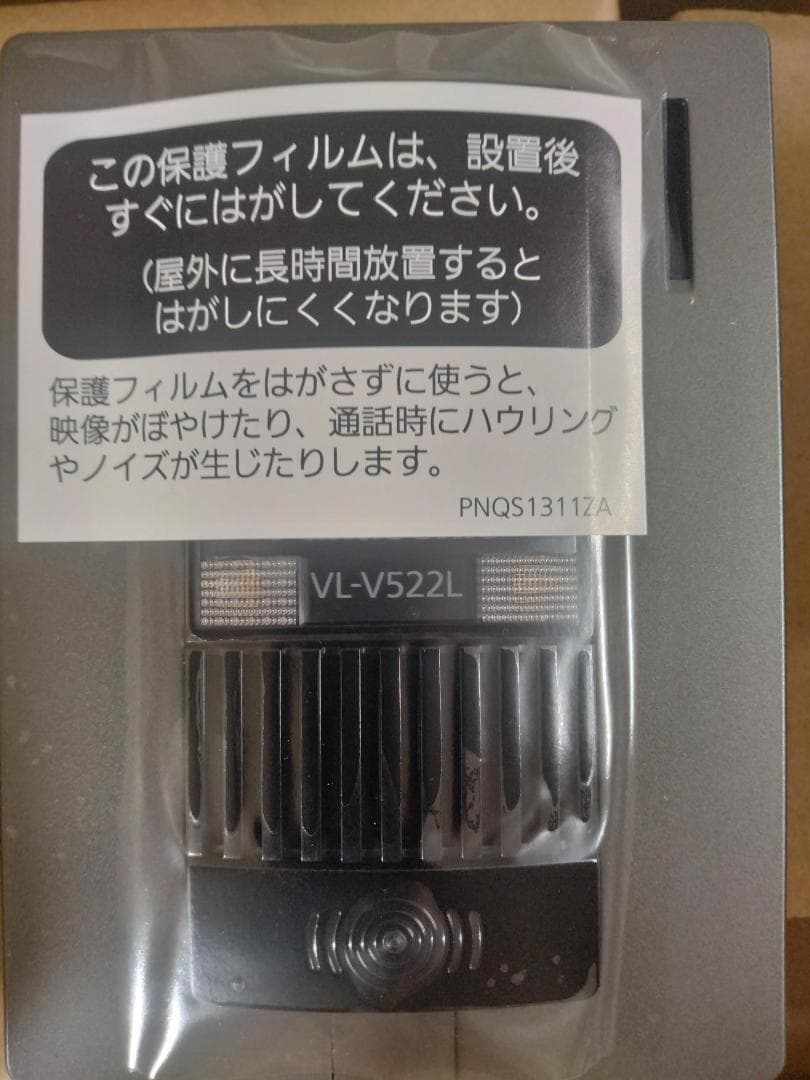 この保護フィルムは、設置後
すぐにはがしてください。
(屋外に長時間放置すると
はがしにくくなります)
保護フィルムをはがさずに使うと、
映像がぼやけたり、通話時にハウリング
やノイズが生じたりします。
PNQS1311ZA
VL-V522L